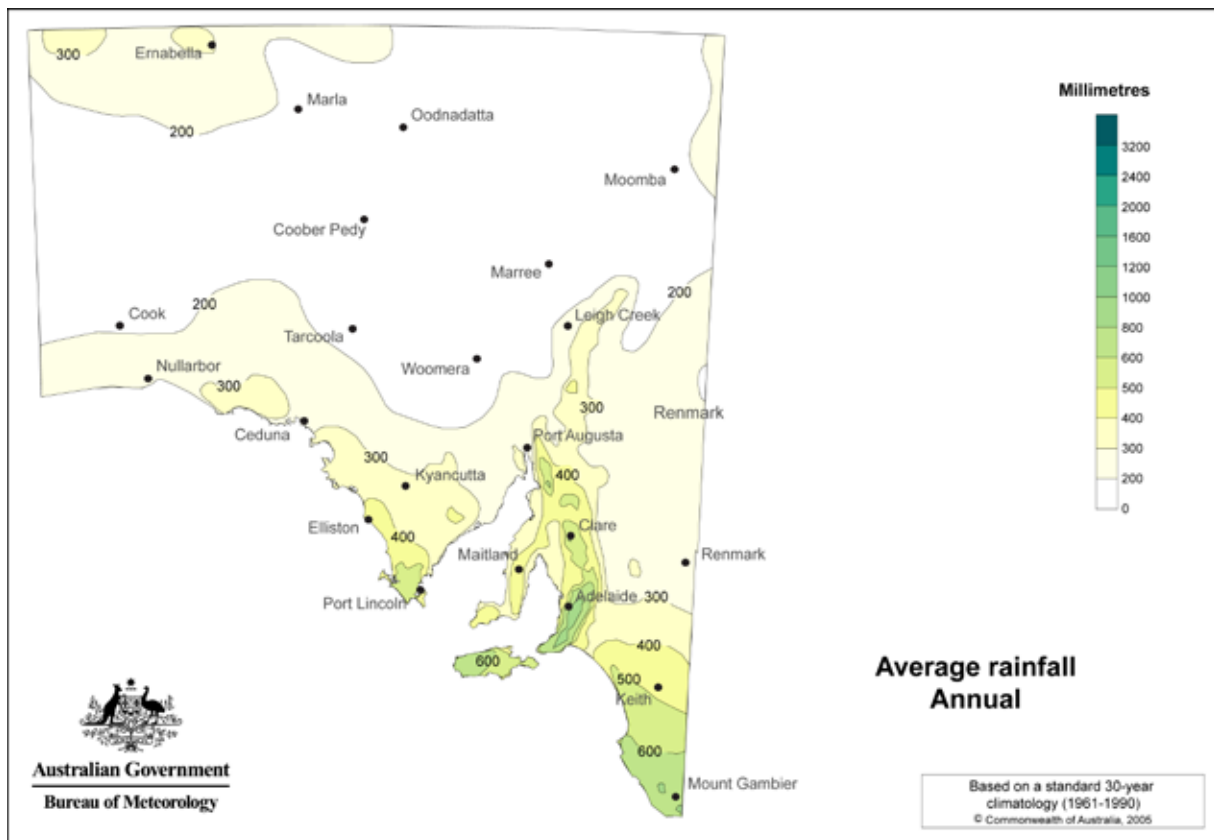 300
Ernabella
Marla
Oodnadatta
200
Moomba
Coober Pedy
Marree
200
200
Cook
Leigh Creek
Tarcoola
Woomera
Nullarbor
300
300
Renmark
Ceduna
Port Augusta
300
400
Kyancutta
Elliston
400
Clare
Maitland
Renmark
Port Lincoln
Adelaide
300
400
600
500
Keith
600
Mount Gambier
Millimetres
3200
2400
2000
1600
1200
1000
800
600
500
400
300
200
0
Average rainfall
Annual
Australian Government
Bureau of Meteorology
Based on a standard 30-year
climatology (1961-1990)
© Commonwealth of Australia, 2005